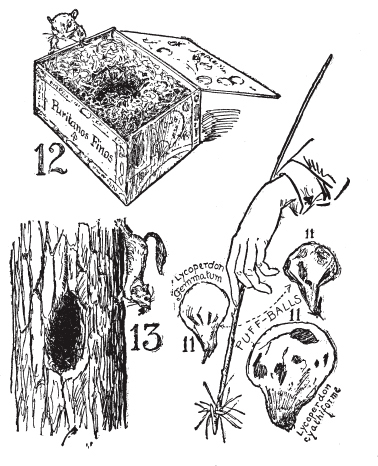 Puritanos Finos
12
13
Lycoperdon
Gemmatum
11
PUFF-BALLS
11
11
Lycoperdon
cyathiforme